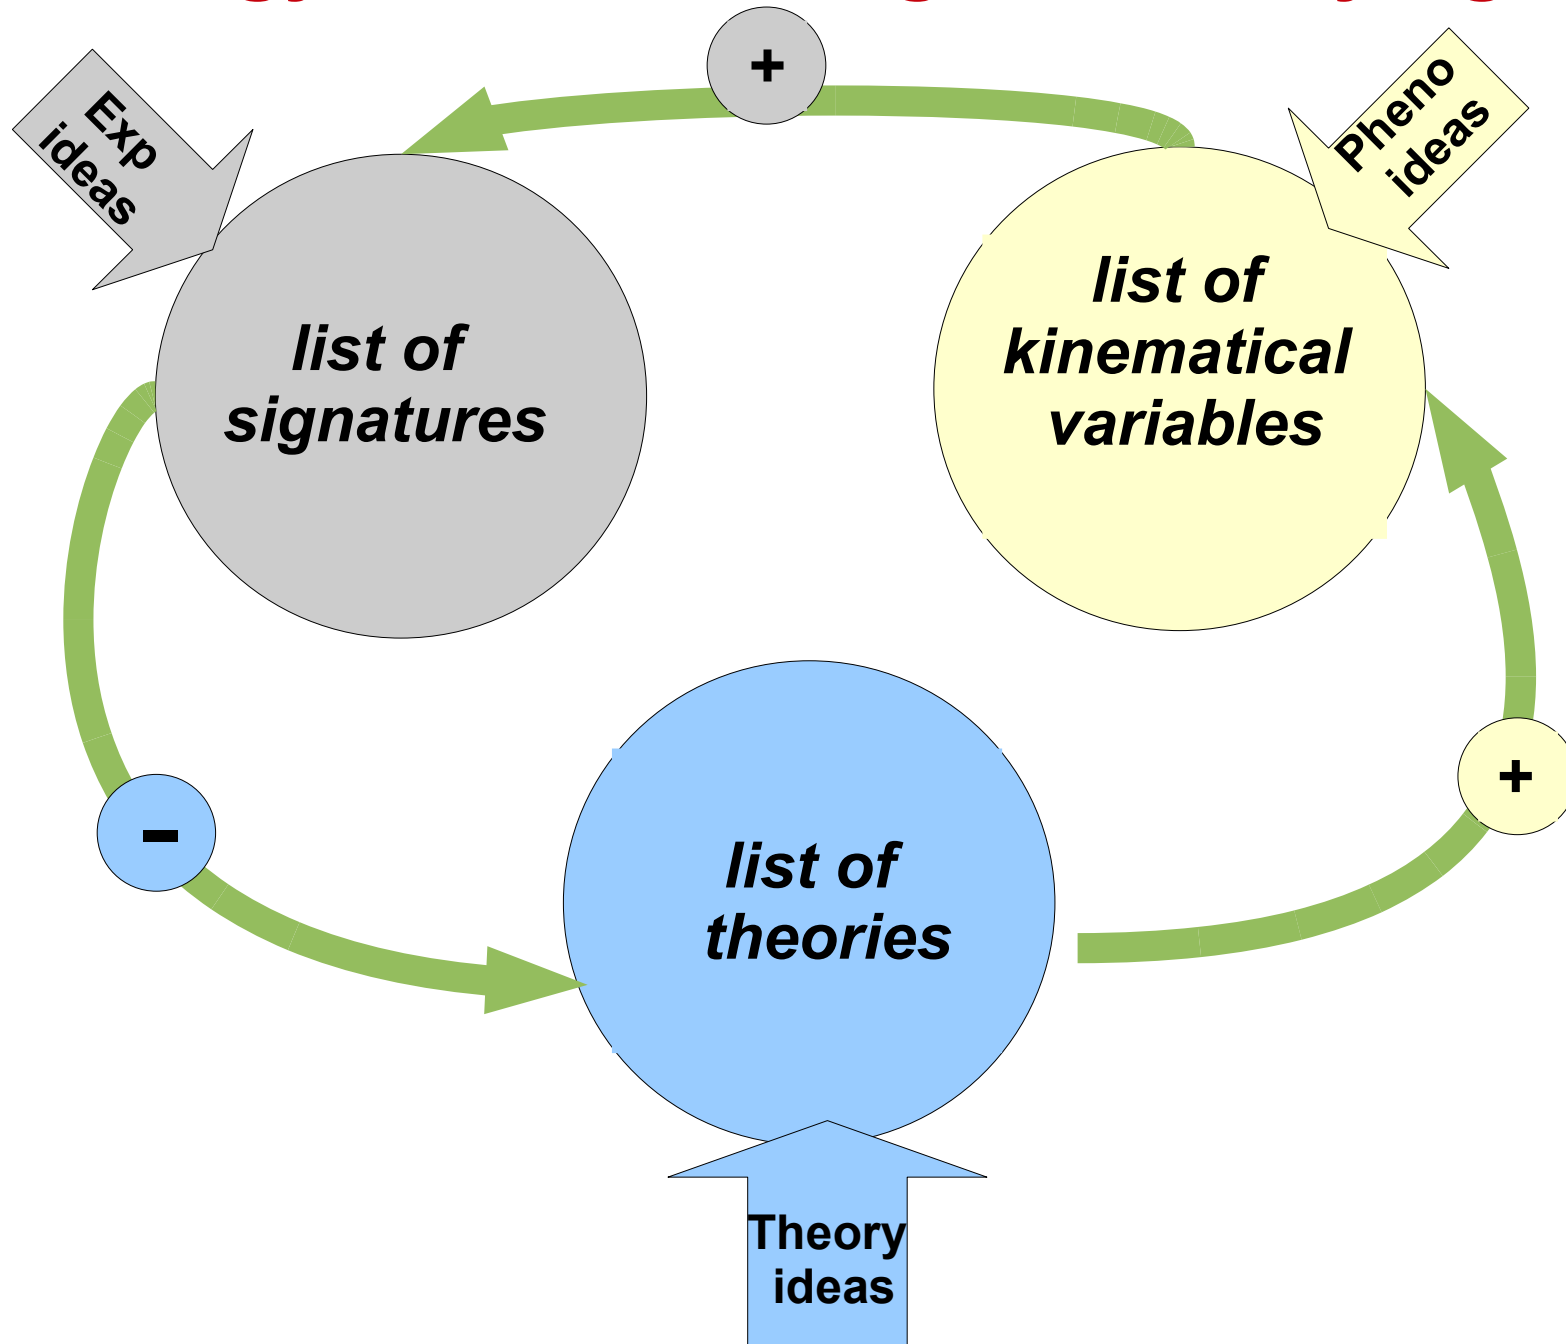 +
Exp
ideas
Pheno
ideas
list of
signatures
list of
kinematical
variables
–
+
list of
theories
Theory
ideas